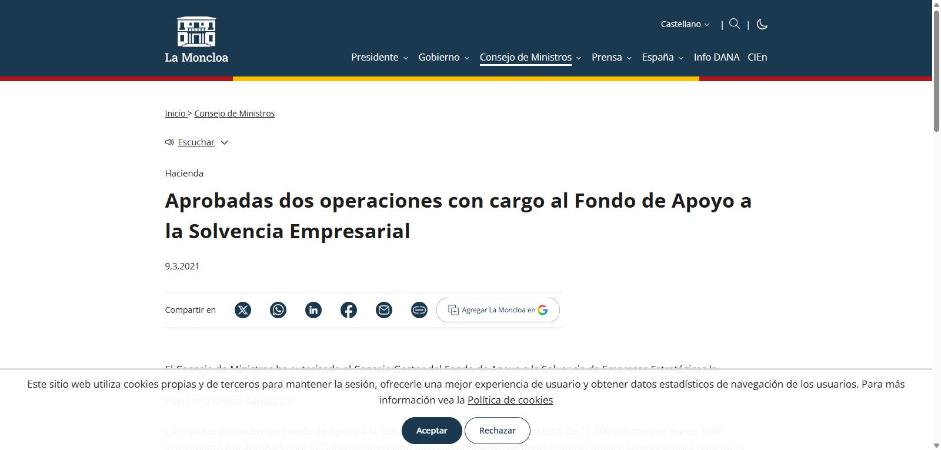 Castellano
La Moncloa
Presidente Gobierno Consejo de Ministros Prensa España Info DANA CIEn
Inicio > Consejo de Ministros
Escuchar
Hacienda
Aprobadas dos operaciones con cargo al Fondo de Apoyo a
la Solvencia Empresarial
9.3.2021
Compartir en
Agregar La Moncloa en G
Este sitio web utiliza cookies propias y de terceros para mantener la sesión, ofrecerle una mejor experiencia de usuario y obtener datos estadísticos de navegación de los usuarios. Para más
información vea la Política de cookies
Plus Ultra Líneas Aéreas S.A.
Aceptar Rechazar